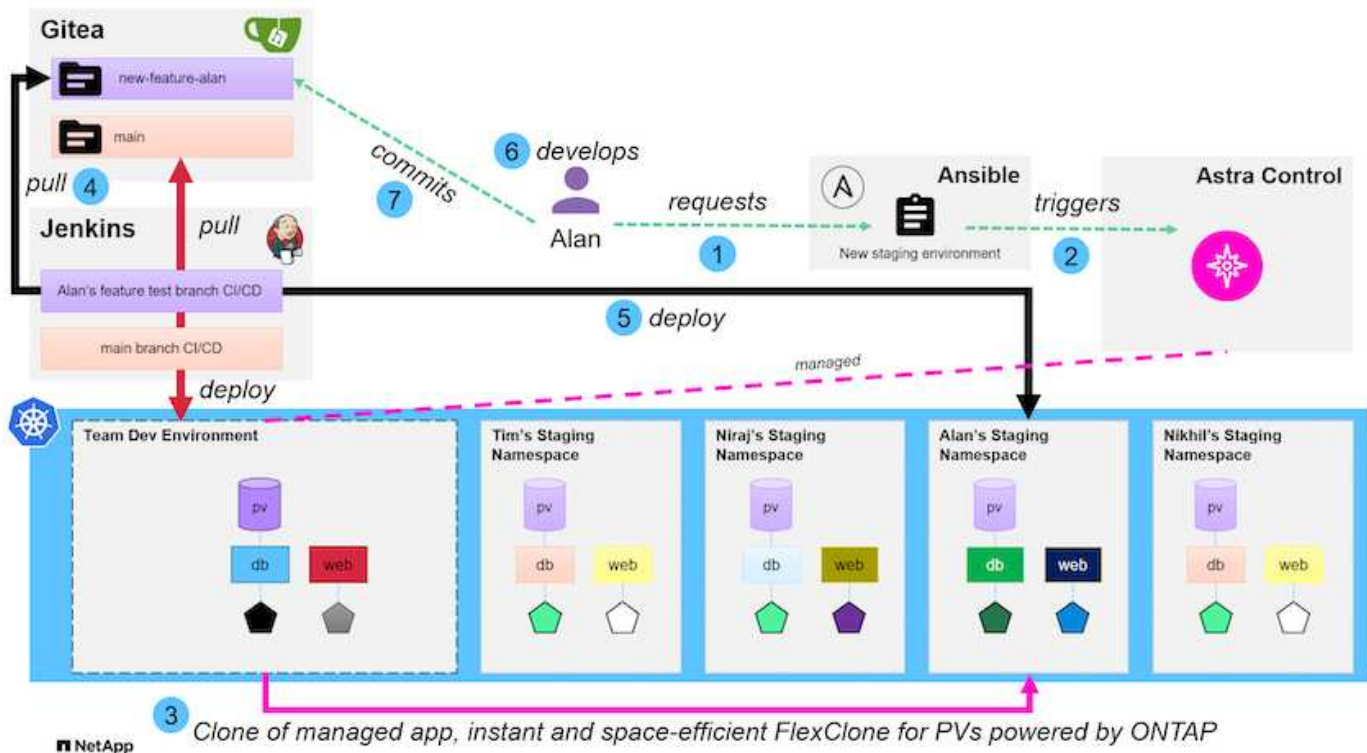 Gitea
new-feature-alan
main
pull 4
pull
Jenkins
Alan's feature test branch CI/CD
main branch CI/CD
deploy
commits
7
6 develops
Alan
requests
1
Ansible
New staging environment
triggers
2
Astra Control
5 deploy
managed
Team Dev Environment
pv
db
web
Tim's Staging
Namespace
pv
db
web
Niraj's Staging
Namespace
pv
db
web
Alan's Staging
Namespace
pv
db
web
Nikhil's Staging
Namespace
pv
db
web
3 Clone of managed app, instant and space-efficient FlexClone for PVs powered by ONTAP
NetApp